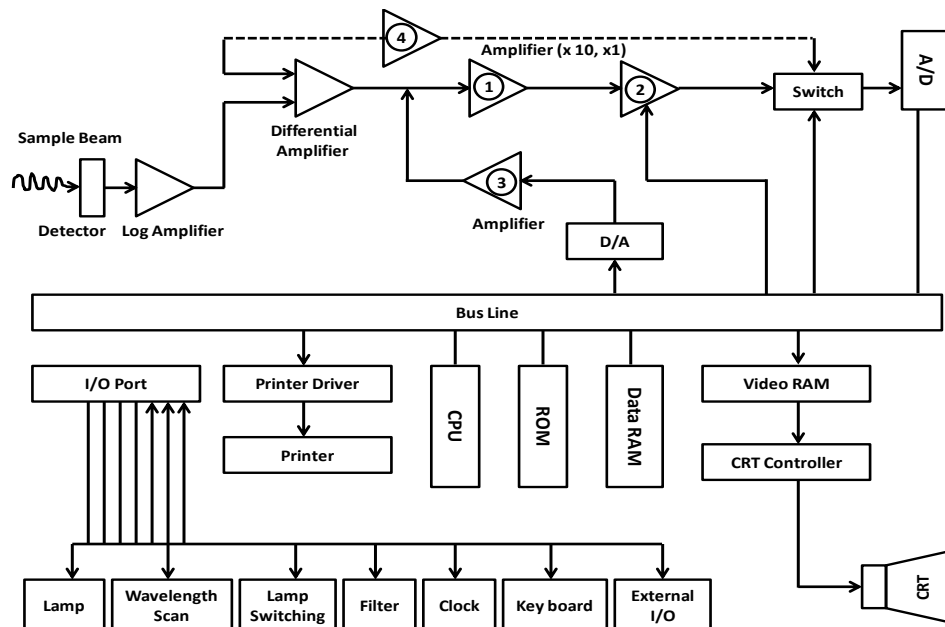 4
Amplifier (x 10, x1)
A/D
1
2
Switch
Differential
Amplifier
Sample Beam
3
Detector
Log Amplifier
Amplifier
D/A
Bus Line
I/O Port
Printer Driver
CPU
ROM
Data RAM
Video RAM
Printer
CRT Controller
Lamp
Wavelength
Scan
Lamp
Switching
Filter
Clock
Key board
External
I/O
CRT